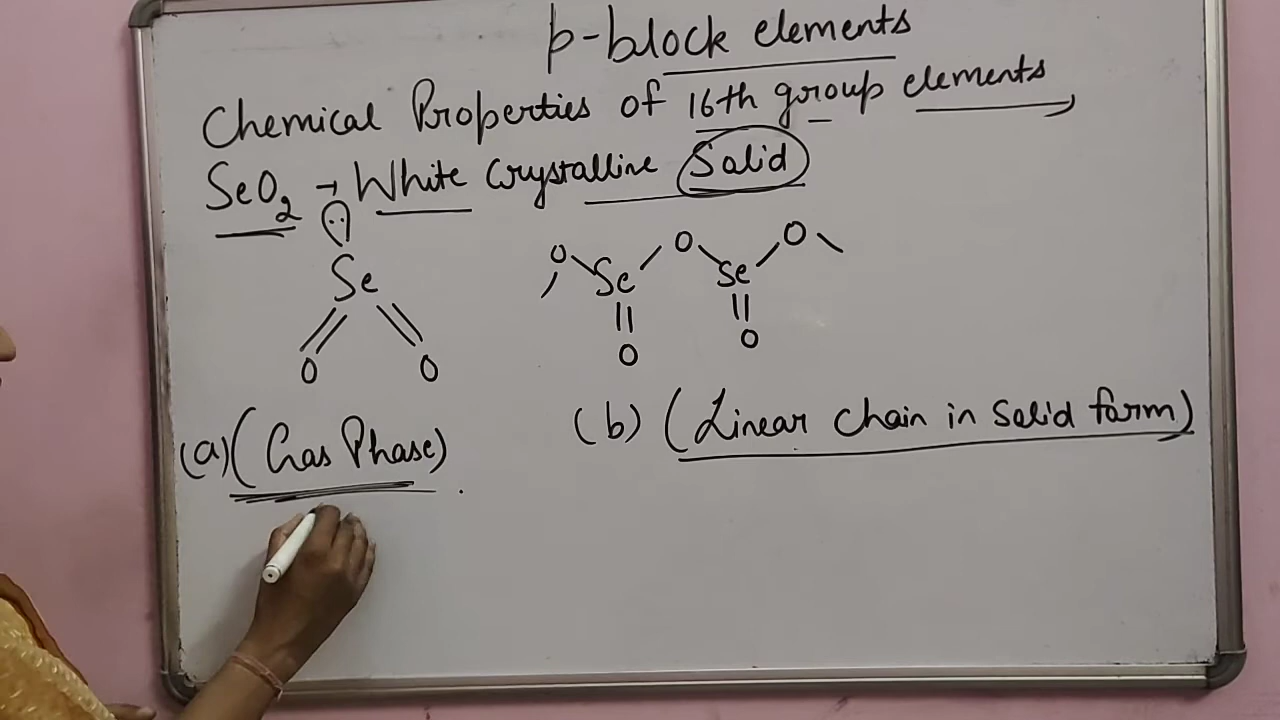 p-block elements
Chemical Properties of 16th group elements
SeO2 → White Crystalline Solid
Se
O O
O Se O Se O
O O
(a) (Gas Phase) (b) (Linear chain in solid form)